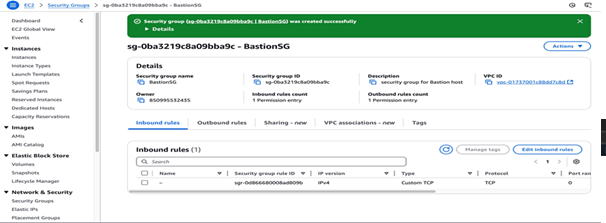 EC2 > Security Groups > sg-0ba3219c8a09bba9c - BastionSG
Dashboard
EC2 Global View
Events
Instances
Instances
Instance Types
Launch Templates
Spot Requests
Savings Plans
Reserved Instances
Dedicated Hosts
Capacity Reservations
Images
AMIs
AMI Catalog
Elastic Block Store
Volumes
Snapshots
Lifecycle Manager
Network & Security
Security Groups
Elastic IPs
Placement Groups
Security group (sg-0ba3219c8a09bba9c | BastionSG) was created successfully
Details
sg-0ba3219c8a09bba9c - BastionSG
Actions
Details
Security group name
BastionSG
Security group ID
sg-0ba3219c8a09bba9c
Description
security group for Bastion host
VPC ID
vpc-01737001c88dd7c8d
Owner
850995532435
Inbound rules count
1 Permission entry
Outbound rules count
1 Permission entry
Inbound rules
Outbound rules
Sharing - new
VPC associations - new
Tags
Inbound rules (1)
Manage tags
Edit inbound rules
Search
1
Name
Security group rule ID
IP version
Type
Protocol
Port ran
–
sgr-0d866680008ad809b
IPv4
Custom TCP
TCP
0